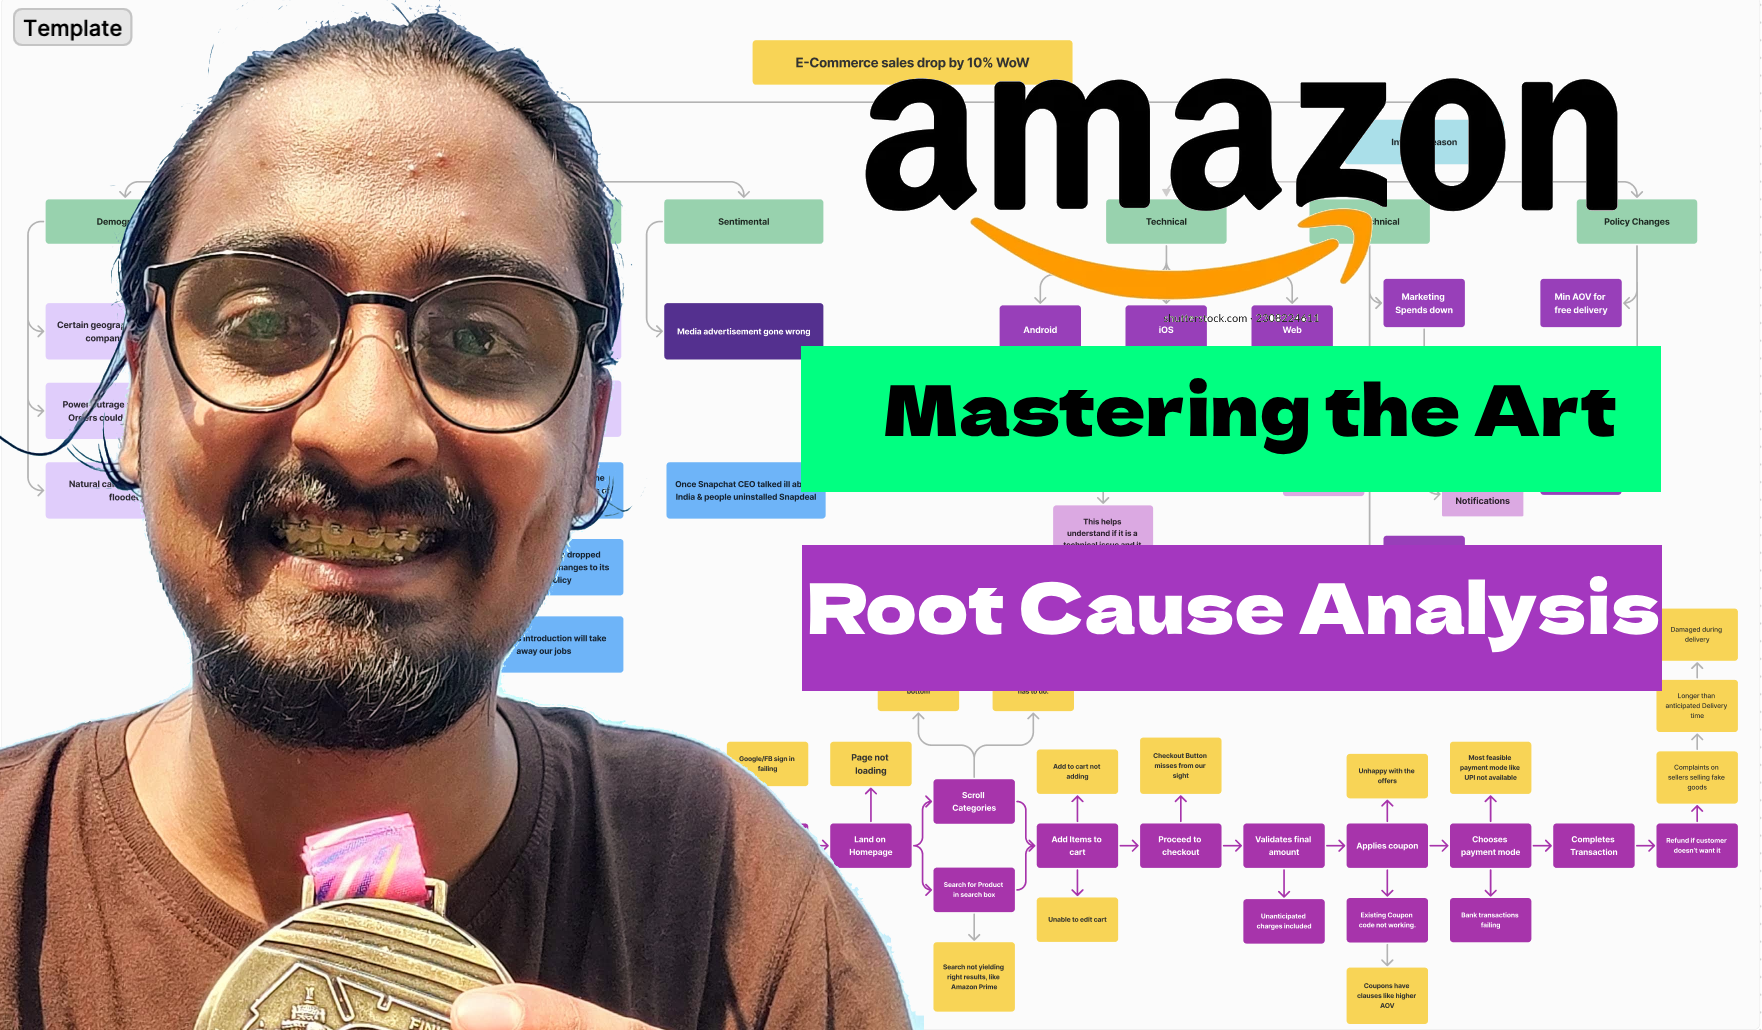 Template
E-Commerce sales drop by 10% WoW
amazon
Sentimental
Technical
Policy Changes
Certain geogra
compan
Media advertisement gone wrong
Android
iOS
Web
Marketing
Spends down
Min AOV for
free delivery
Mastering the Art
Once Snapchat CEO talked ill ab
India & people uninstalled Snapdeal
Notifications
This helps
understand if it is a
dropped
hanges to its
introduction will take
away our jobs
Root Cause Analysis
Damaged during
delivery
Longer than
anticipated Delivery
time
Google/FB sign in
failing
Page not
loading
Add to cart not
adding
Checkout Button
misses from our
sight
Unhappy with the
offers
Most feasible
payment mode like
UPI not available
Complaints on
sellers selling fake
goods
Scroll
Categories
Land on
Homepage
Search for Product
in search box
Add Items to
cart
Proceed to
checkout
Validates final
amount
Applies coupon
Chooses
payment mode
Completes
Transaction
Refund if customer
doesn't want it
Unable to edit cart
Unanticipated
charges included
Existing Coupon
code not working.
Bank transactions
failing
Search not yielding
right results, like
Amazon Prime
Coupons have
clauses like higher
AOV